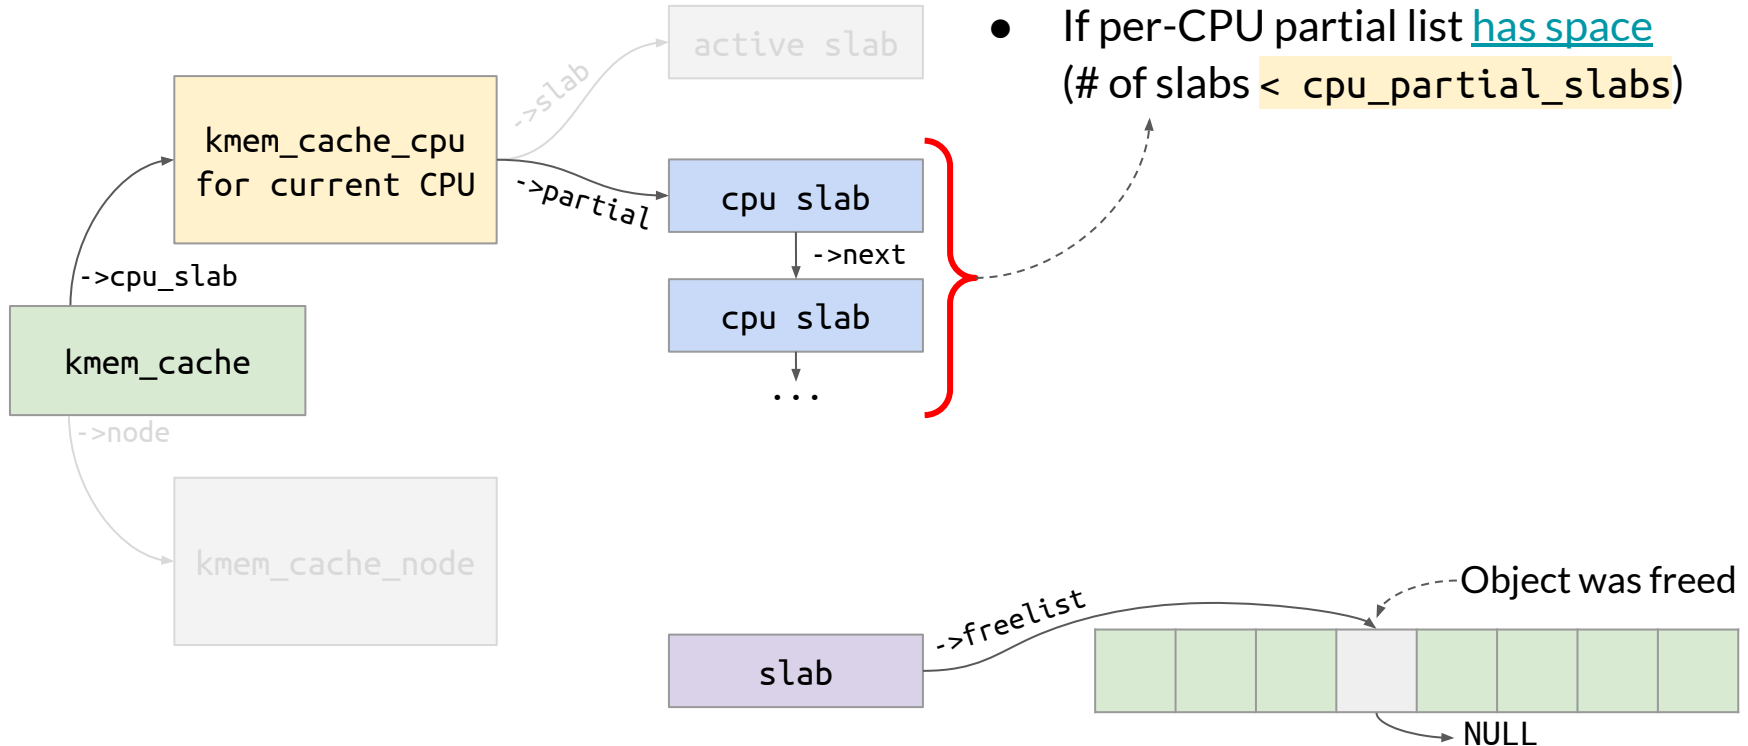 ● If per-CPU partial list has space
(# of slabs < cpu_partial_slabs)
active slab
->slab
kmem_cache_cpu
for current CPU
->partial
cpu slab
->next
cpu slab
...
->cpu_slab
kmem_cache
->node
kmem_cache_node
Object was freed
->freelist
slab
NULL